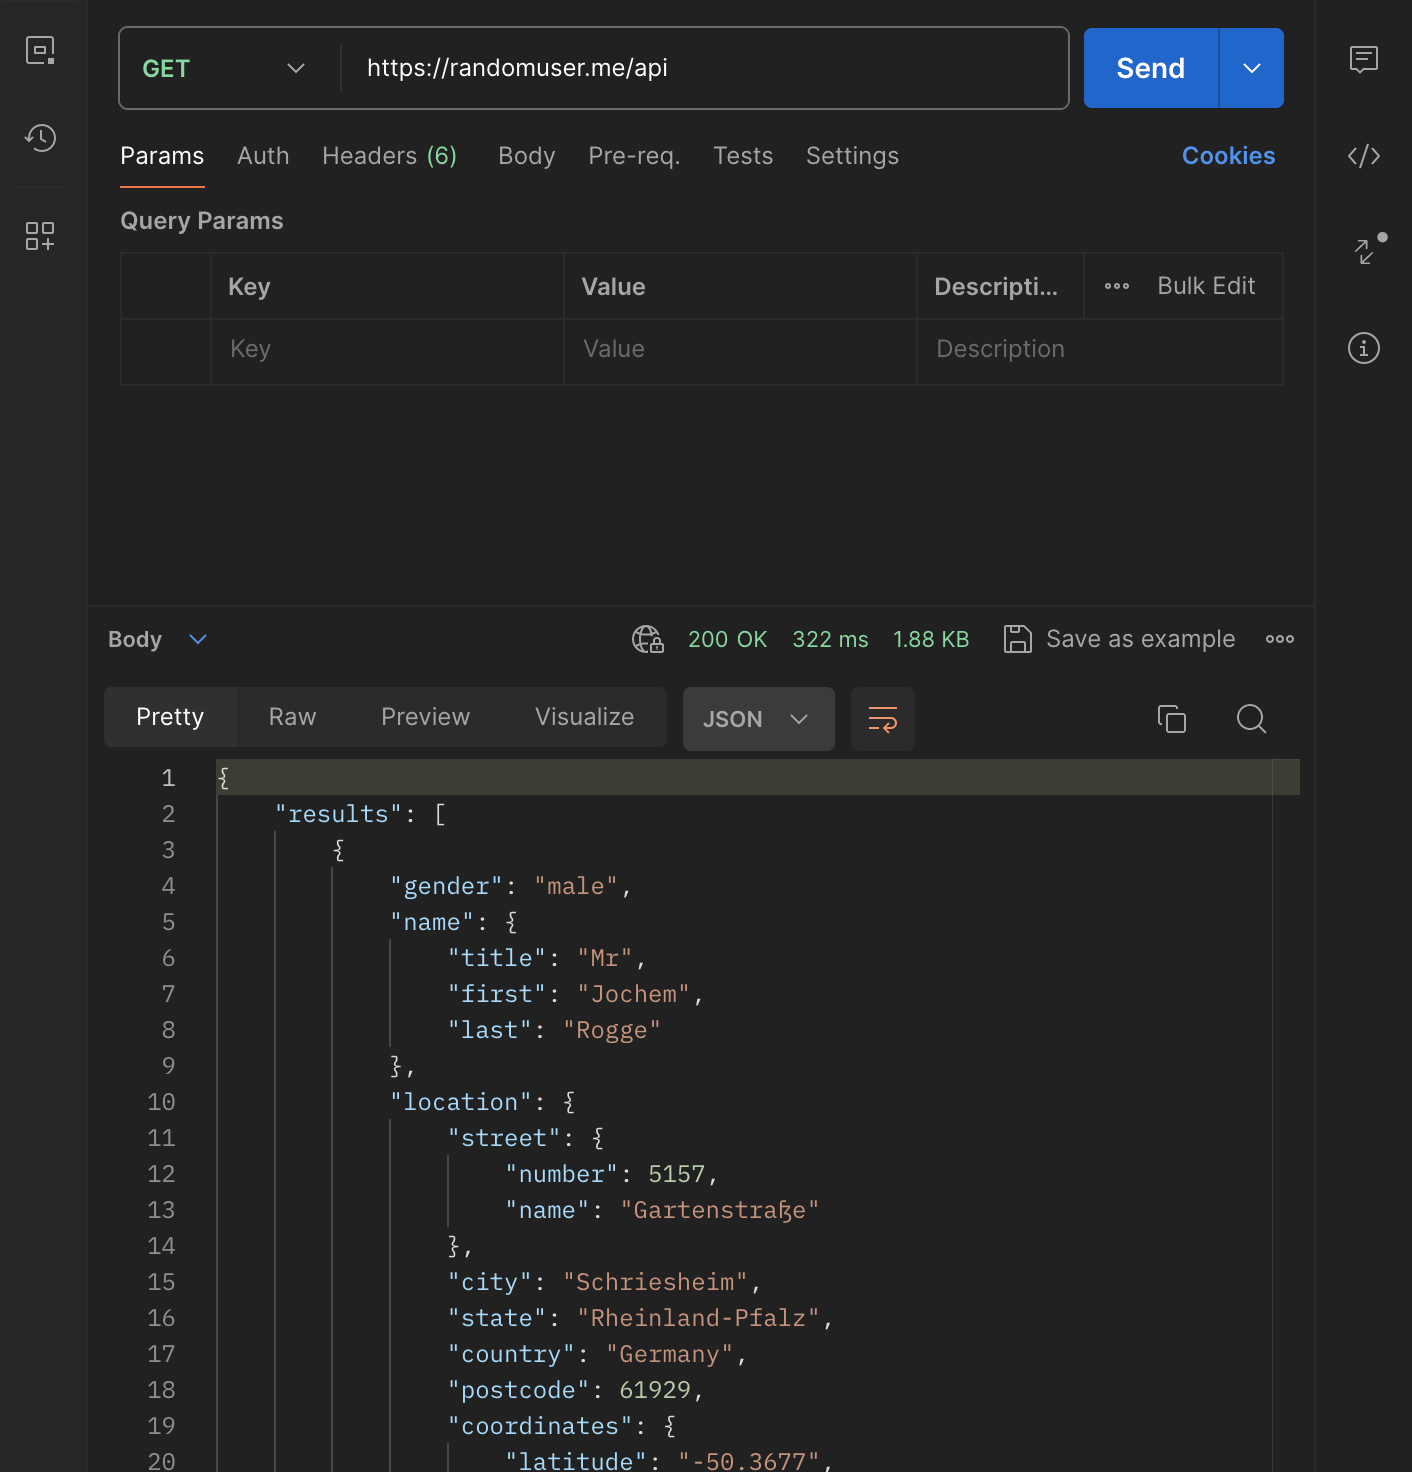 GET https://randomuser.me/api Send
Params Auth Headers (6) Body Pre-req. Tests Settings Cookies
Query Params
Key Value Descripti... Bulk Edit
Key Value Description
Body 200 OK 322 ms 1.88 KB Save as example
Pretty Raw Preview Visualize JSON
1 {
2 "results": [
3 {
4 "gender": "male",
5 "name": {
6 "title": "Mr",
7 "first": "Jochem",
8 "last": "Rogge"
9 },
10 "location": {
11 "street": {
12 "number": 5157,
13 "name": "Gartenstraße"
14 },
15 "city": "Schriesheim",
16 "state": "Rheinland-Pfalz",
17 "country": "Germany",
18 "postcode": 61929,
19 "coordinates": {
20 "latitude": "-50.3677",